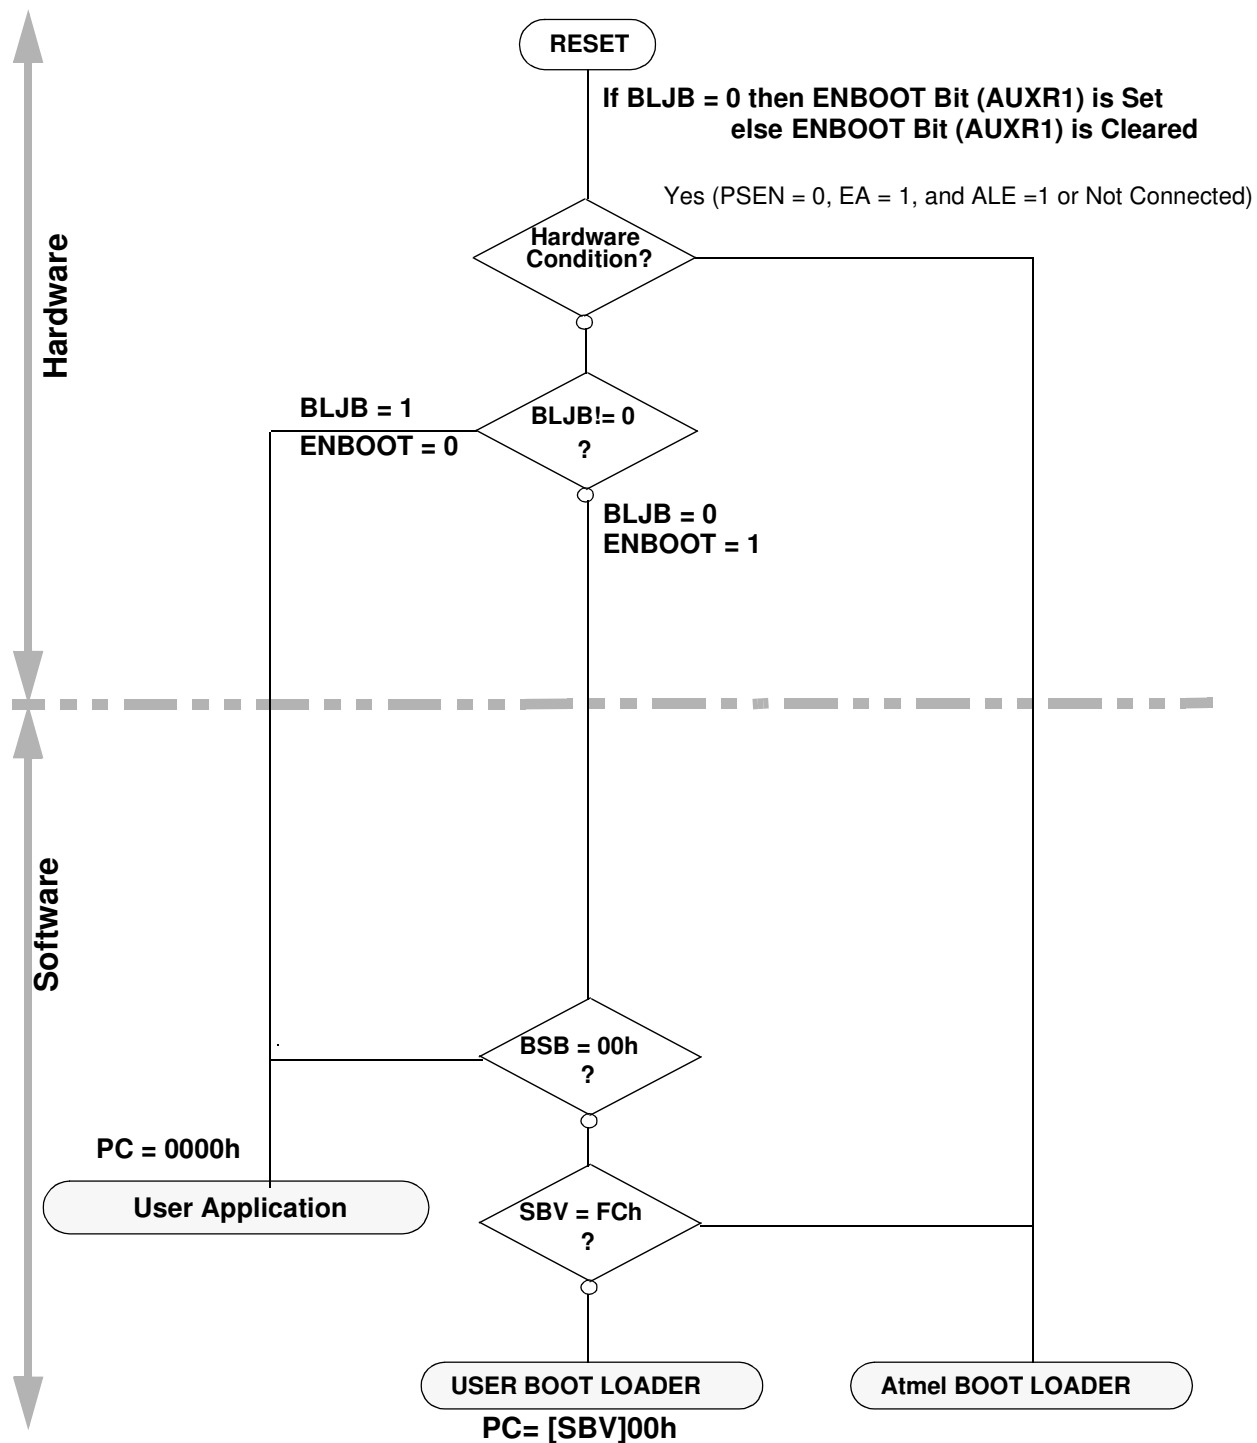 RESET
If BLJB = 0 then ENBOOT Bit (AUXR1) is Set
else ENBOOT Bit (AUXR1) is Cleared
Yes (PSEN = 0, EA = 1, and ALE =1 or Not Connected)
Hardware
Condition?
Hardware
BLJB = 1
ENBOOT = 0
BLJB!= 0
?
BLJB = 0
ENBOOT = 1
Software
BSB = 00h
?
PC = 0000h
User Application
SBV = FCh
?
USER BOOT LOADER
PC= [SBV]00h
Atmel BOOT LOADER